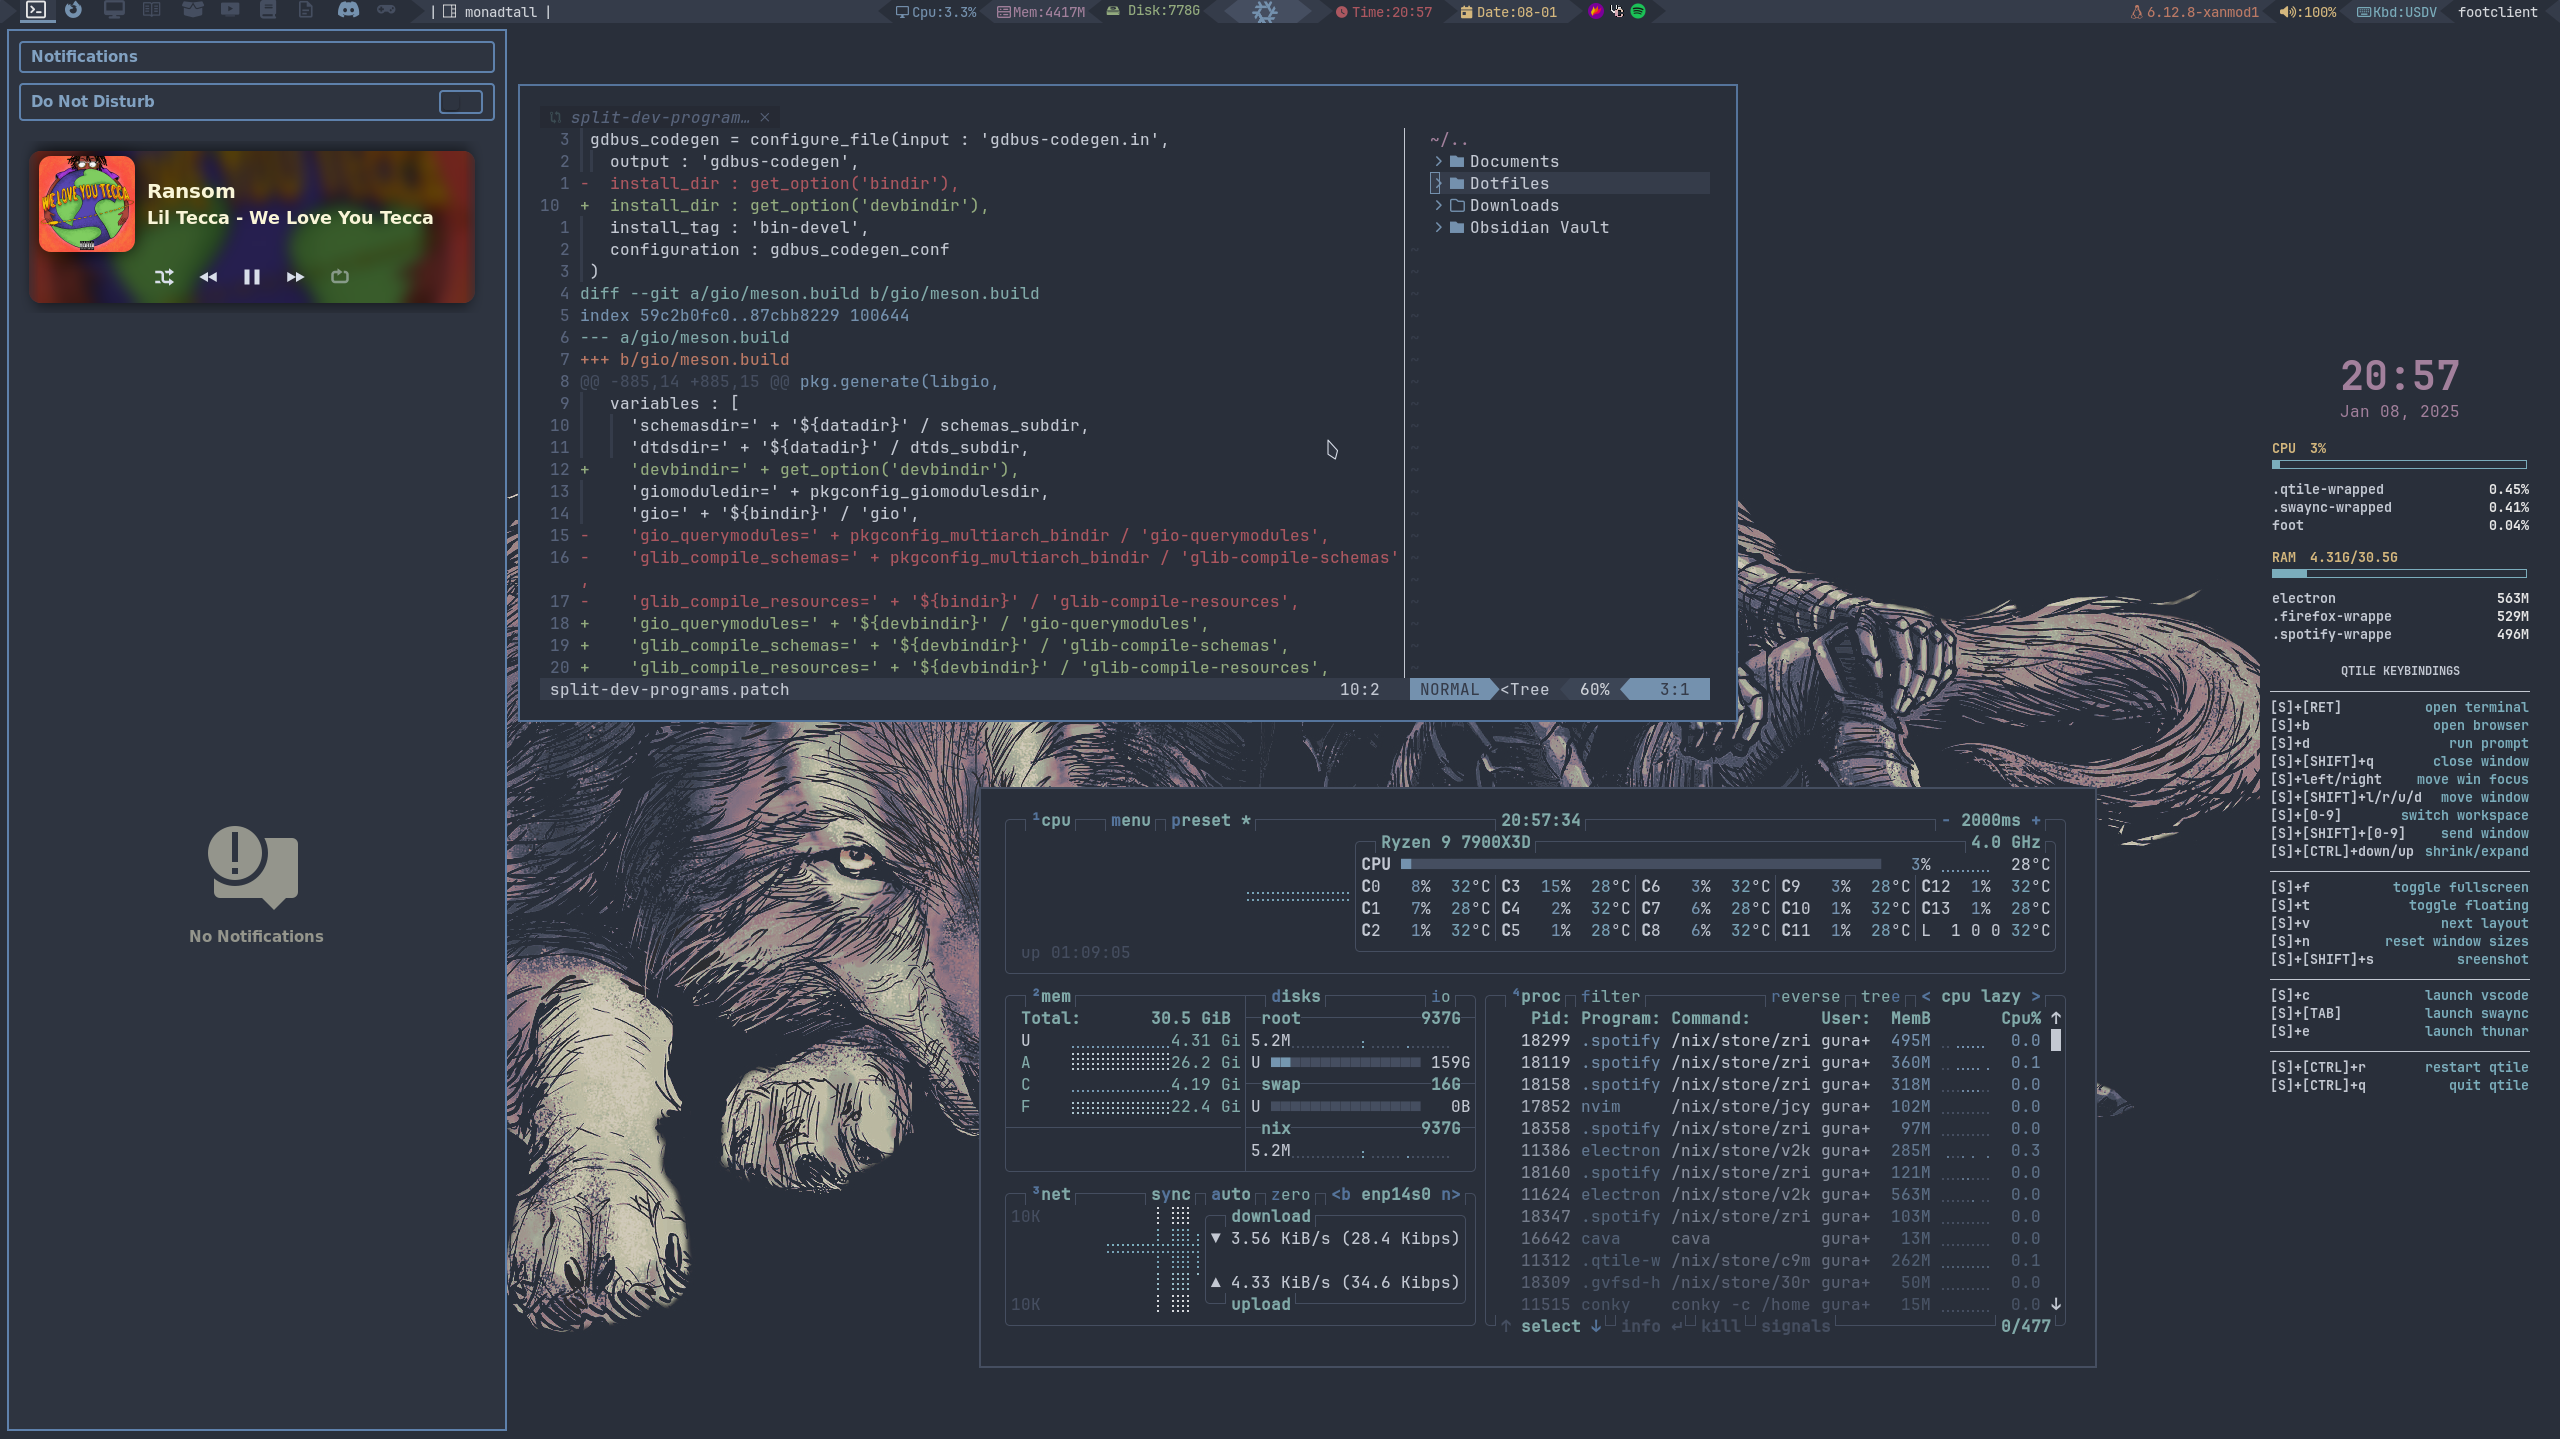 | monadtall |
Cpu:3.3%
Mem:4417M
Disk:778G
Time:20:57
Date:08-01
6.12.8-xanmod1
:100%
Kbd:USDV
footclient
Notifications
Do Not Disturb
Ransom
Lil Tecca - We Love You Tecca
WE LOVE YOU TECCA
No Notifications
split-dev-program… ×
3 gdbus_codegen = configure_file(input : 'gdbus-codegen.in',
2 output : 'gdbus-codegen',
1 - install_dir : get_option('bindir'),
10 + install_dir : get_option('devbindir'),
1 install_tag : 'bin-devel',
2 configuration : gdbus_codegen_conf
3 )
4 diff --git a/gio/meson.build b/gio/meson.build
5 index 59c2b0fc0..87cbb8229 100644
6 --- a/gio/meson.build
7 +++ b/gio/meson.build
8 @@ -885,14 +885,15 @@ pkg.generate(libgio,
9 variables : [
10 'schemasdir=' + '${datadir}' / schemas_subdir,
11 'dtdsdir=' + '${datadir}' / dtds_subdir,
12 + 'devbindir=' + get_option('devbindir'),
13 'giomoduledir=' + pkgconfig_giomodulesdir,
14 'gio=' + '${bindir}' / 'gio',
15 - 'gio_querymodules=' + pkgconfig_multiarch_bindir / 'gio-querymodules',
16 - 'glib_compile_schemas=' + pkgconfig_multiarch_bindir / 'glib-compile-schemas'
,
17 - 'glib_compile_resources=' + '${bindir}' / 'glib-compile-resources',
18 + 'gio_querymodules=' + '${devbindir}' / 'gio-querymodules',
19 + 'glib_compile_schemas=' + '${devbindir}' / 'glib-compile-schemas',
20 + 'glib_compile_resources=' + '${devbindir}' / 'glib-compile-resources',
split-dev-programs.patch 10:2
~/..
> Documents
> Dotfiles
> Downloads
> Obsidian Vault
NORMAL <Tree 60% 3:1
¹cpu menu preset * 20:57:34 - 2000ms +
Ryzen 9 7900X3D 4.0 GHz
CPU 3% 28°C
C0 8% 32°C C3 15% 28°C C6 3% 32°C C9 3% 28°C C12 1% 32°C
C1 7% 28°C C4 2% 32°C C7 6% 28°C C10 1% 32°C C13 1% 28°C
C2 1% 32°C C5 1% 28°C C8 6% 32°C C11 1% 28°C L 1 0 0 32°C
up 01:09:05
²mem
Total: 30.5 GiB
U 4.31 Gi
A 26.2 Gi
C 4.19 Gi
F 22.4 Gi
disks io
root 937G
5.2M
U 159G
swap 16G
U 0B
nix 937G
5.2M
³net sync auto zero <b enp14s0 n>
10K
download
▼ 3.56 KiB/s (28.4 Kibps)
▲ 4.33 KiB/s (34.6 Kibps)
10K
upload
⁴proc filter reverse tree < cpu lazy >
Pid: Program: Command: User: MemB Cpu% ↑
18299 .spotify /nix/store/zri gura+ 495M 0.0
18119 .spotify /nix/store/zri gura+ 360M 0.1
18158 .spotify /nix/store/zri gura+ 318M 0.0
17852 nvim /nix/store/jcy gura+ 102M 0.0
18358 .spotify /nix/store/zri gura+ 97M 0.0
11386 electron /nix/store/v2k gura+ 285M 0.3
18160 .spotify /nix/store/zri gura+ 121M 0.0
11624 electron /nix/store/v2k gura+ 563M 0.0
18347 .spotify /nix/store/zri gura+ 103M 0.0
16642 cava cava gura+ 13M 0.0
11312 .qtile-w /nix/store/c9m gura+ 262M 0.1
18309 .gvfsd-h /nix/store/30r gura+ 50M 0.0
11515 conky conky -c /home gura+ 15M 0.0 ↓
↑ select ↓ info ↵ kill signals 0/477
20:57
Jan 08, 2025
CPU 3%
.qtile-wrapped 0.45%
.swaync-wrapped 0.41%
foot 0.04%
RAM 4.31G/30.5G
electron 563M
.firefox-wrappe 529M
.spotify-wrappe 496M
QTILE KEYBINDINGS
[S]+[RET] open terminal
[S]+b open browser
[S]+d run prompt
[S]+[SHIFT]+q close window
[S]+left/right move win focus
[S]+[SHIFT]+l/r/u/d move window
[S]+[0-9] switch workspace
[S]+[SHIFT]+[0-9] send window
[S]+[CTRL]+down/up shrink/expand
[S]+f toggle fullscreen
[S]+t toggle floating
[S]+v next layout
[S]+n reset window sizes
[S]+[SHIFT]+s sreenshot
[S]+c launch vscode
[S]+[TAB] launch swaync
[S]+e launch thunar
[S]+[CTRL]+r restart qtile
[S]+[CTRL]+q quit qtile